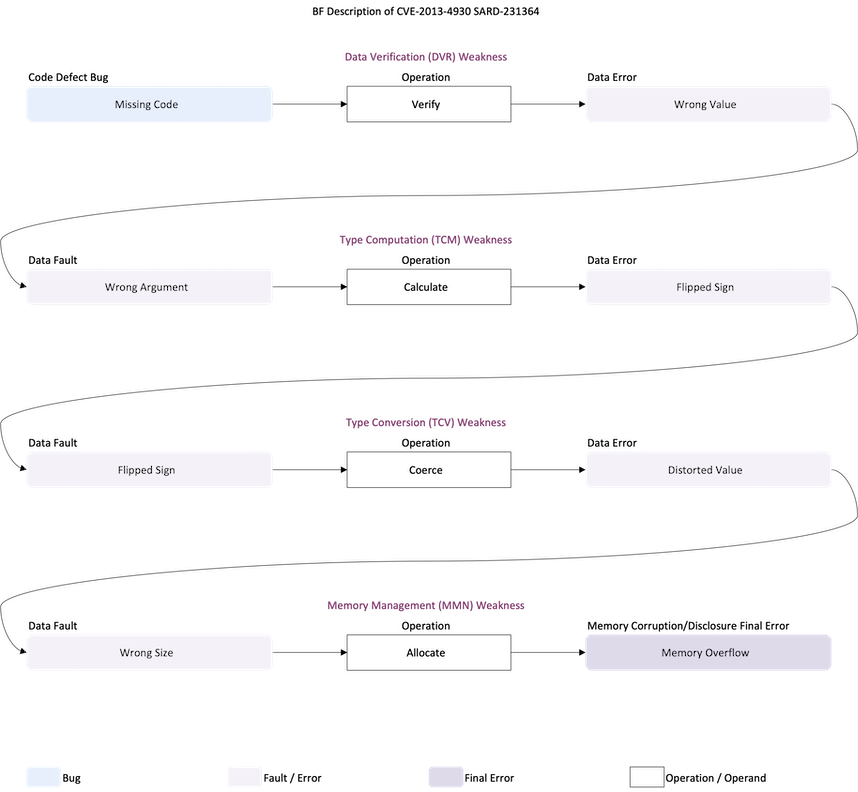 BF Description of CVE-2013-4930 SARD-231364
Data Verification (DVR) Weakness
Code Defect Bug Operation Data Error
Missing Code Verify Wrong Value
Type Computation (TCM) Weakness
Data Fault Operation Data Error
Wrong Argument Calculate Flipped Sign
Type Conversion (TCV) Weakness
Data Fault Operation Data Error
Flipped Sign Coerce Distorted Value
Memory Management (MMN) Weakness
Data Fault Operation Memory Corruption/Disclosure Final Error
Wrong Size Allocate Memory Overflow
Bug Fault / Error Final Error Operation / Operand